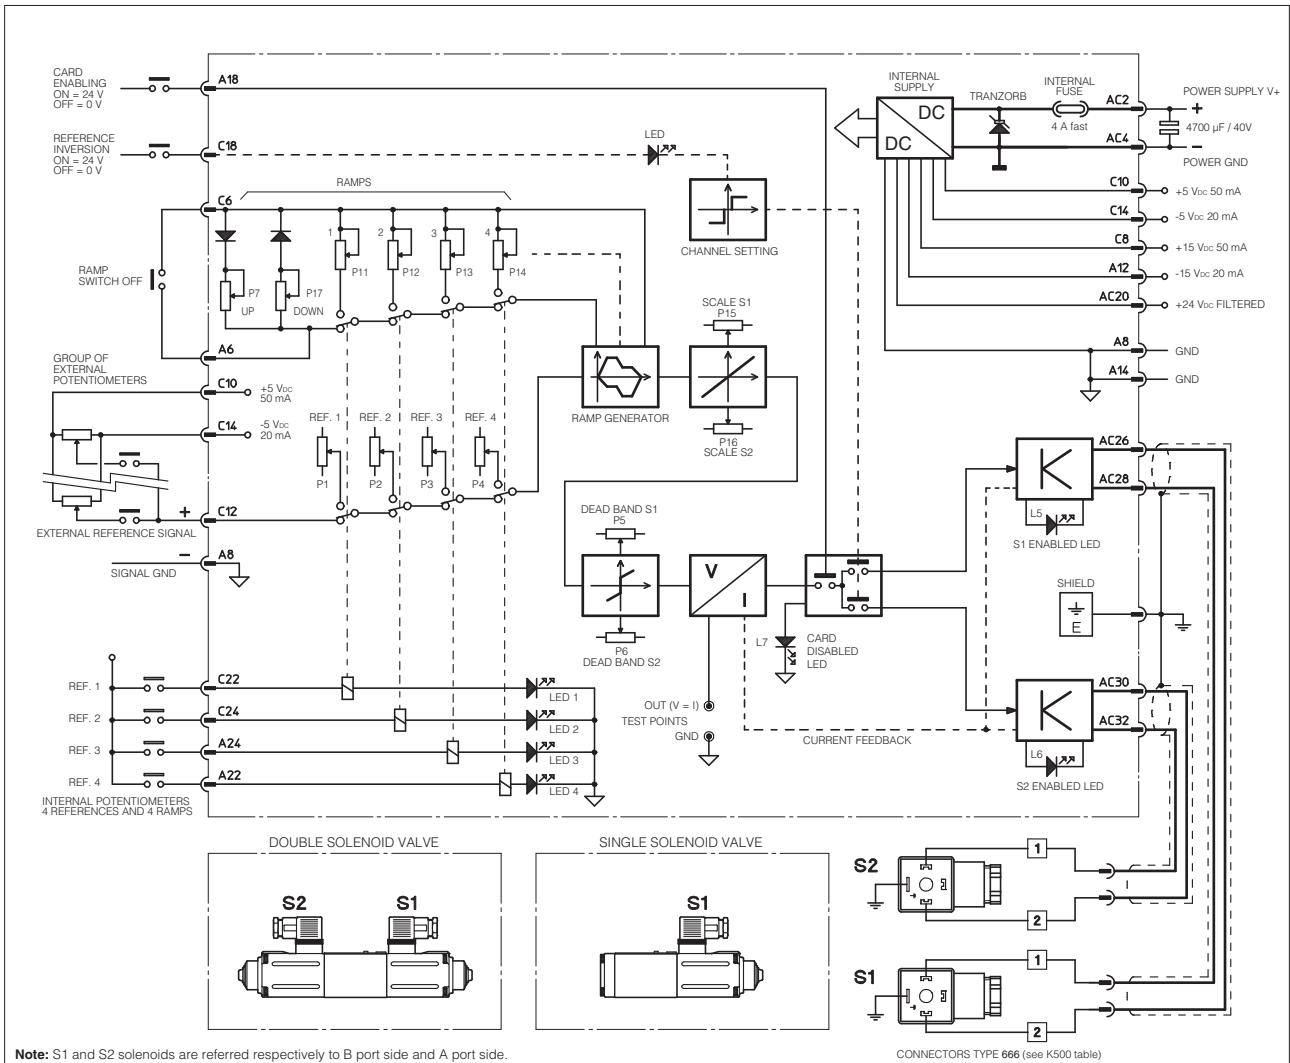 CARD
ENABLING
ON = 24 V
OFF = 0 V
A18
REFERENCE
INVERSION
ON = 24 V
OFF = 0 V
C18
LED
INTERNAL
SUPPLY
DC
DC
TRANZORB
INTERNAL
FUSE
4 A fast
AC2
POWER SUPPLY V+
+
4700 µF / 40V
AC4
−
POWER GND
C10
+5 VDC 50 mA
C14
-5 VDC 20 mA
C8
+15 VDC 50 mA
A12
-15 VDC 20 mA
AC20
+24 VDC FILTERED
A8
GND
A14
GND
RAMPS
C6
1
2
3
4
P11
P12
P13
P14
P7
UP
P17
DOWN
RAMP
SWITCH OFF
A6
CHANNEL SETTING
SCALE S1
P15
RAMP GENERATOR
P16
SCALE S2
GROUP OF
EXTERNAL
POTENTIOMETERS
C10
+5 VDC
50 mA
C14
-5 VDC
20 mA
REF. 1
REF. 2
REF. 3
REF. 4
P1
P2
P3
P4
+
C12
EXTERNAL REFERENCE SIGNAL
−
A8
SIGNAL GND
DEAD BAND S1
P5
P6
DEAD BAND S2
V
I
L7
CARD
DISABLED
LED
OUT (V = I)
TEST POINTS
GND
CURRENT FEEDBACK
K
AC26
AC28
L5
S1 ENABLED LED
SHIELD
E
K
AC30
AC32
L6
S2 ENABLED LED
REF. 1
C22
LED 1
REF. 2
C24
LED 2
REF. 3
A24
LED 3
REF. 4
A22
LED 4
INTERNAL POTENTIOMETERS
4 REFERENCES AND 4 RAMPS
DOUBLE SOLENOID VALVE
S2
S1
SINGLE SOLENOID VALVE
S1
S2
1
2
S1
1
2
Note: S1 and S2 solenoids are referred respectively to B port side and A port side.
CONNECTORS TYPE 666 (see K500 table)